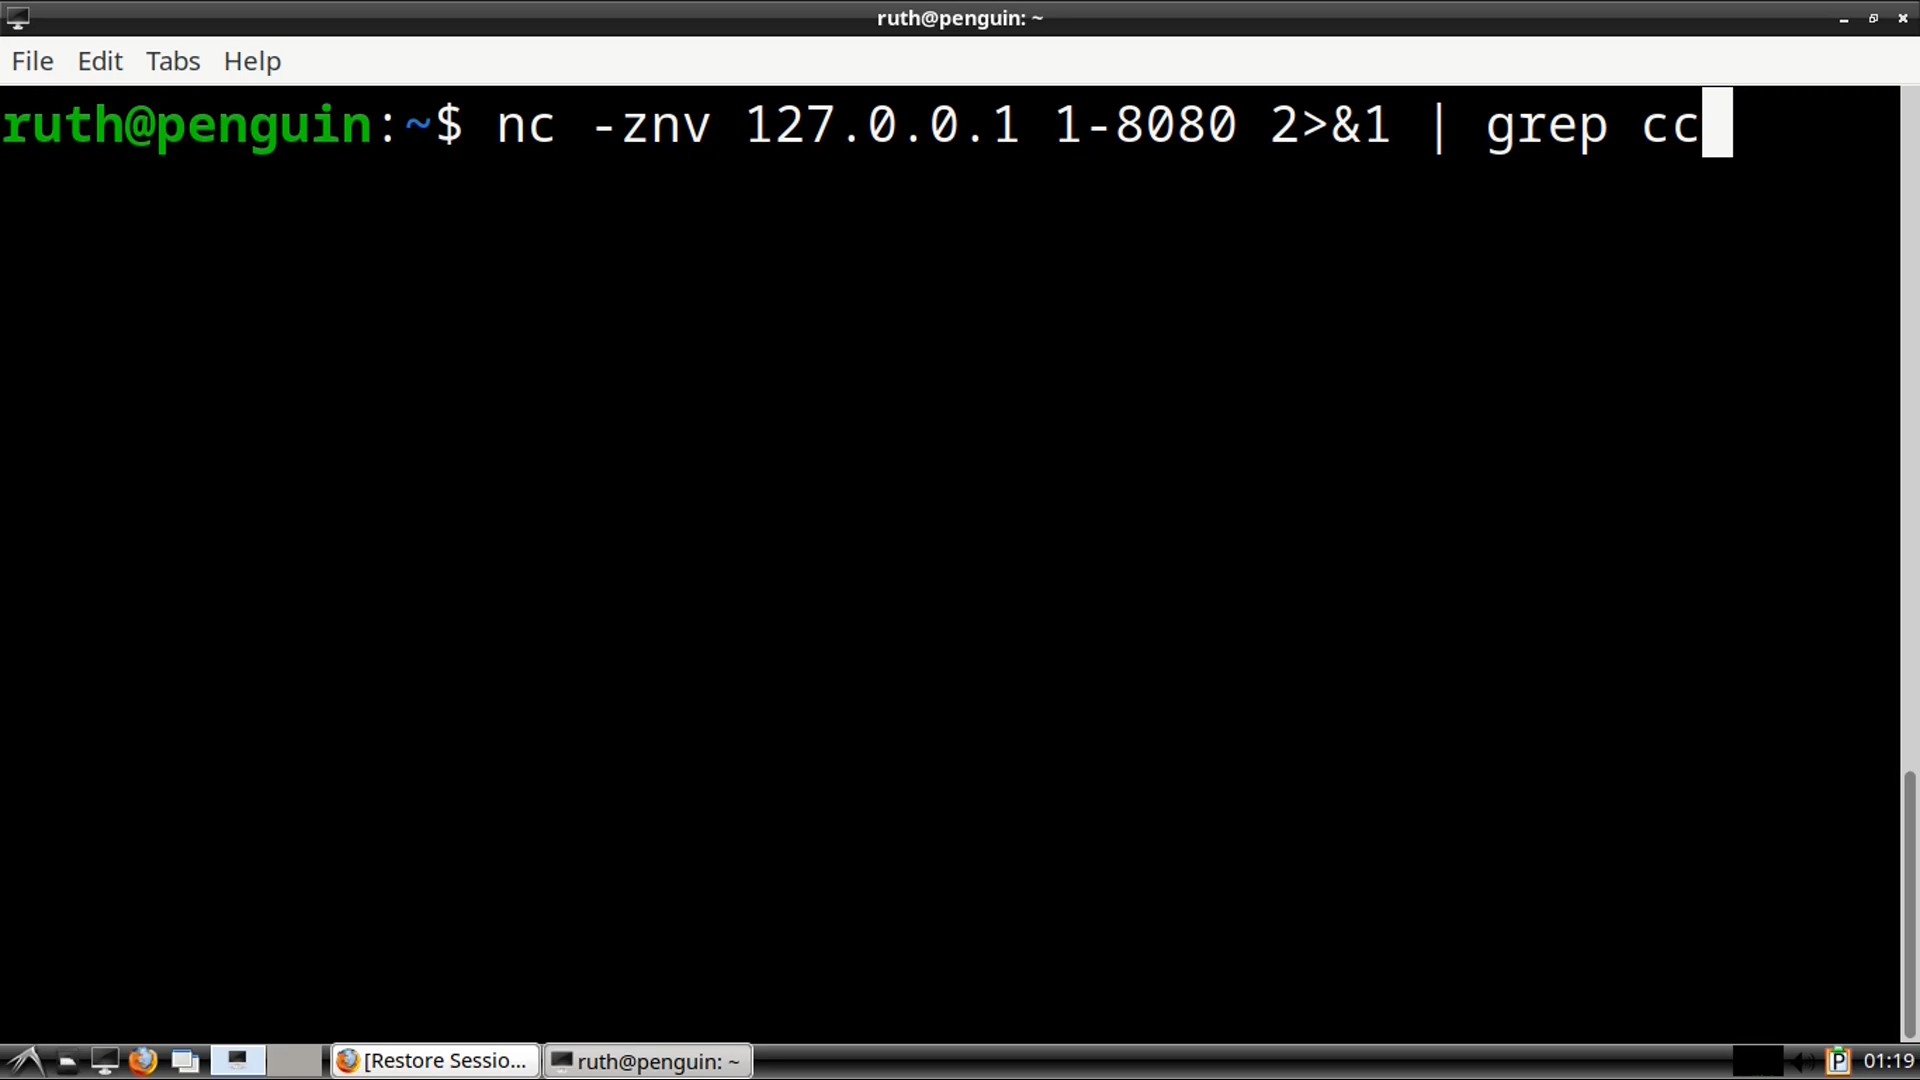 ruth@penguin: ~
File Edit Tabs Help
ruth@penguin:~$ nc -znv 127.0.0.1 1-8080 2>&1 | grep cc
[Restore Sessio... ruth@penguin: ~ P 01:19